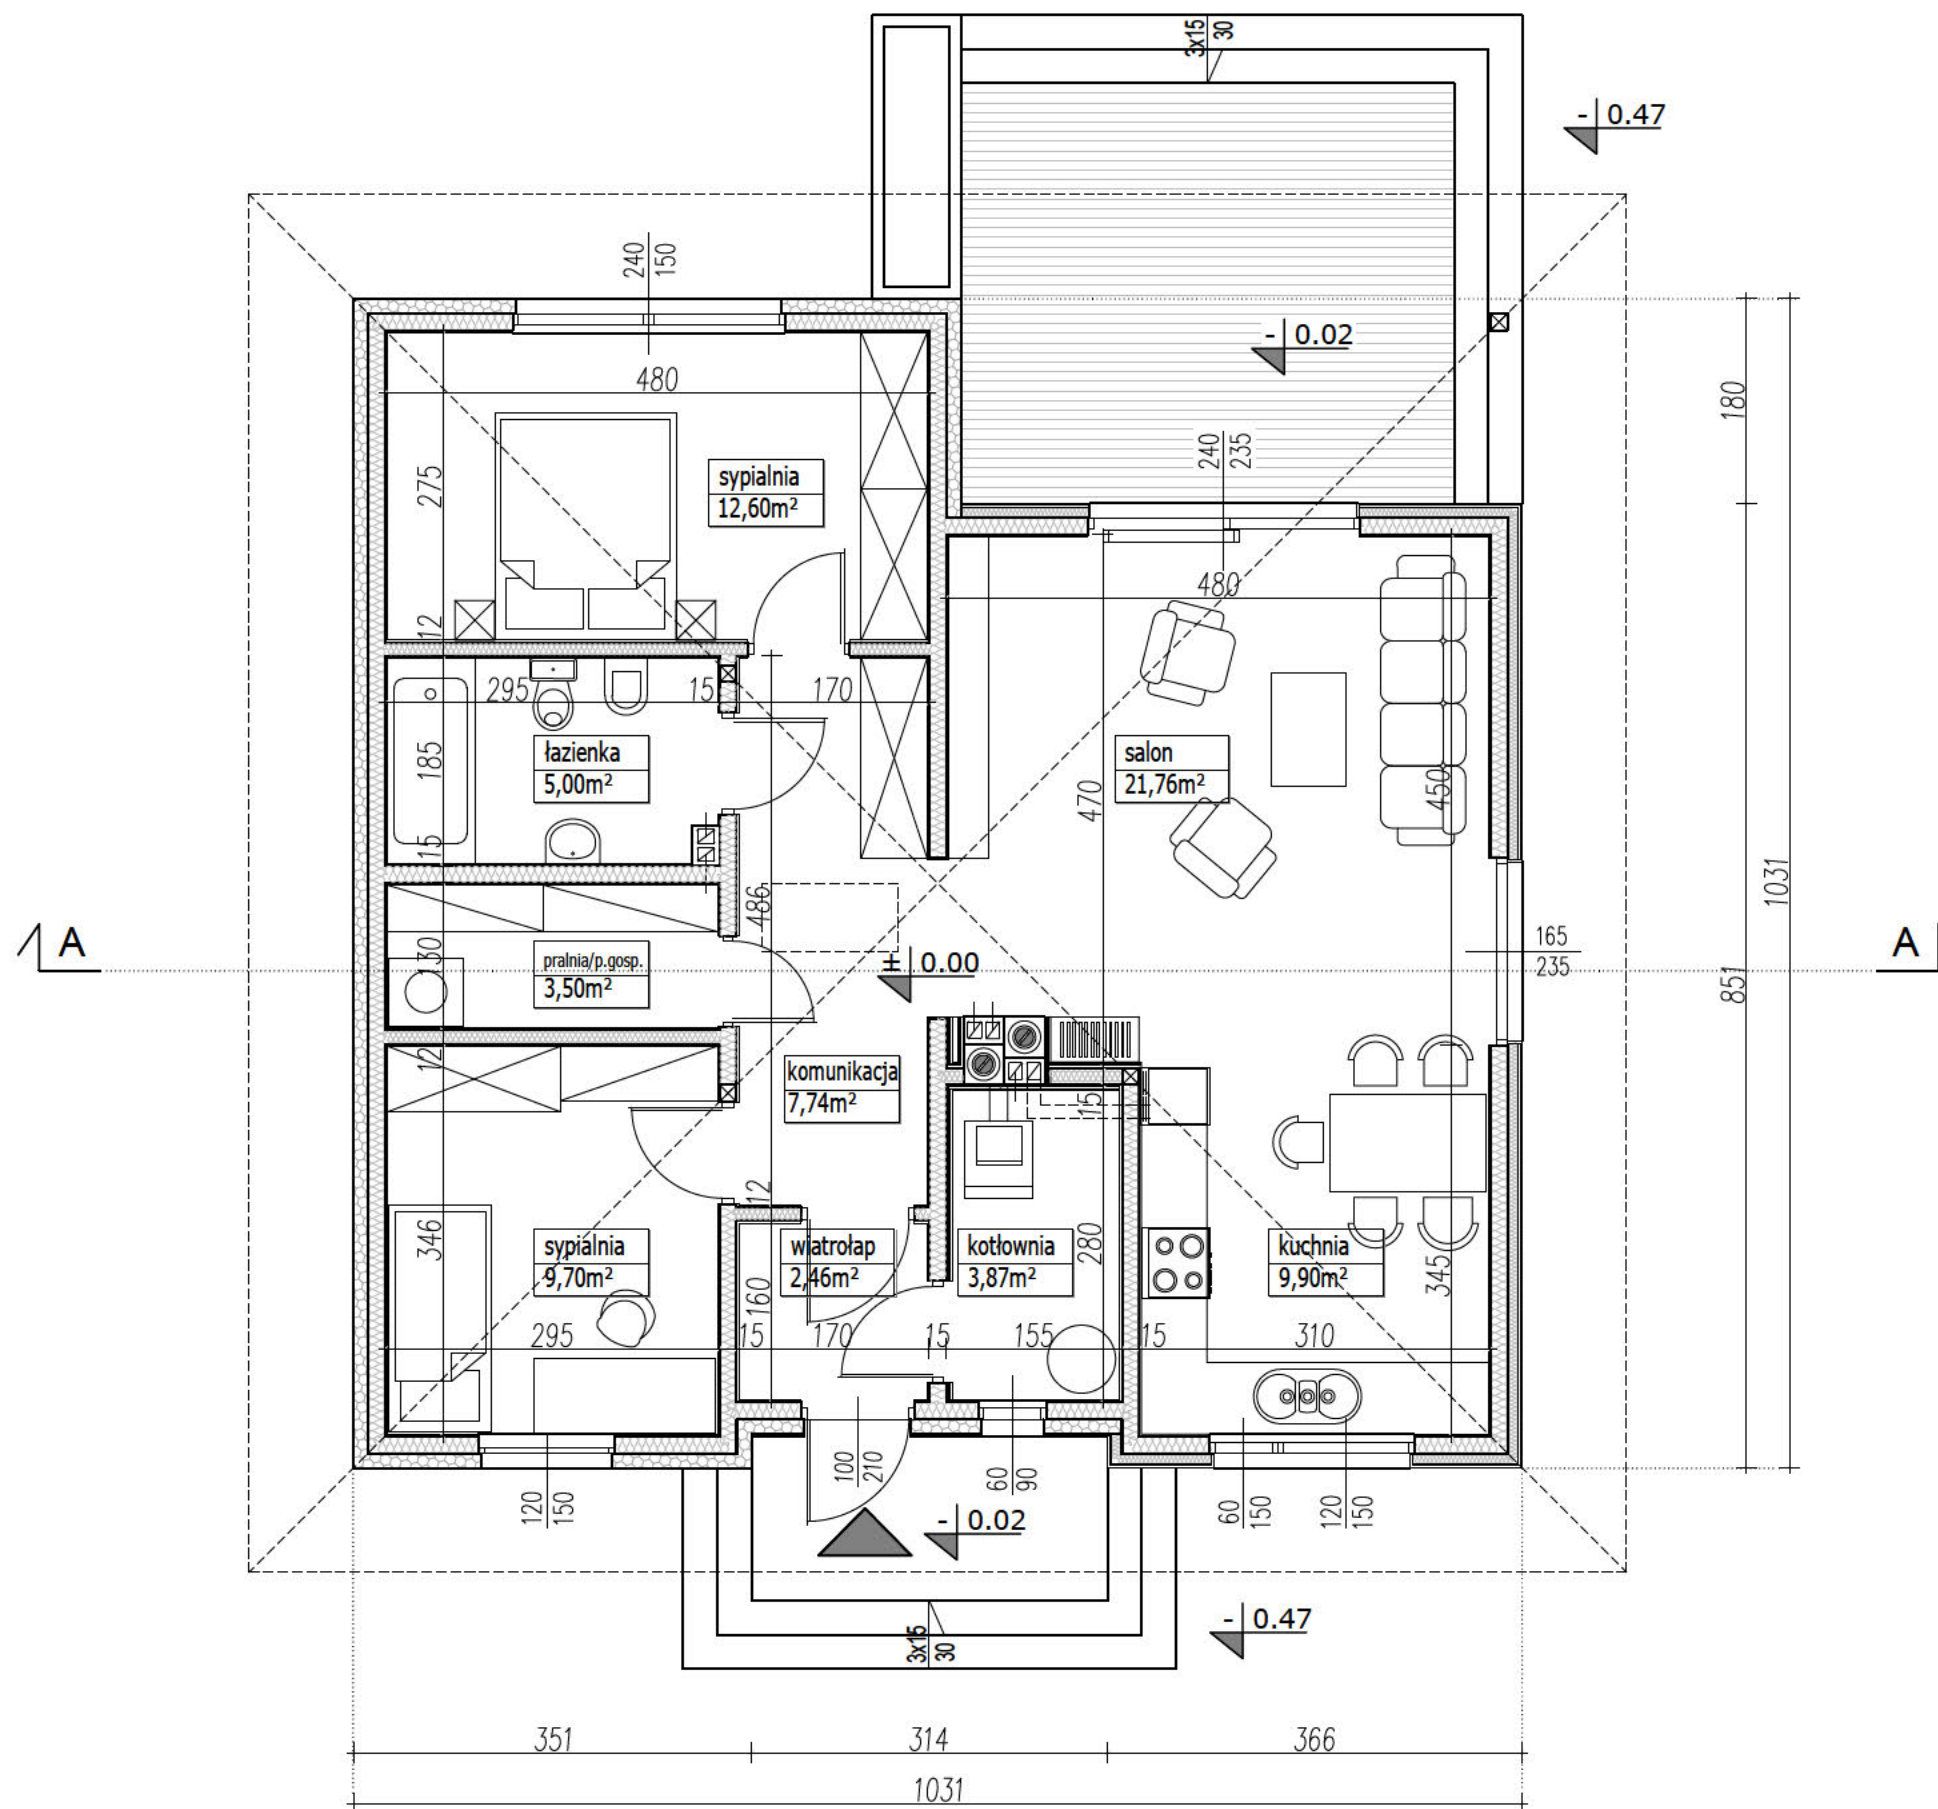 3x15
30
- 0.47
240
150
- 0.02
480
275
sypialnia
12,60m²
240
235
180
12
480
295
15
170
łazienka
5,00m²
185
salon
21,76m²
470
450
15
486
1031
A
130
pralnia/p.gosp.
3,50m²
± 0.00
165
235
851
A
12
komunikacja
7,74m²
15
12
346
sypialnia
9,70m²
wiatrołap
2,46m²
kotłownia
3,87m²
280
kuchnia
9,90m²
345
160
295
15
170
15
155
15
310
100
210
60
90
120
150
- 0.02
60
150
120
150
3x15
30
- 0.47
351
314
366
1031